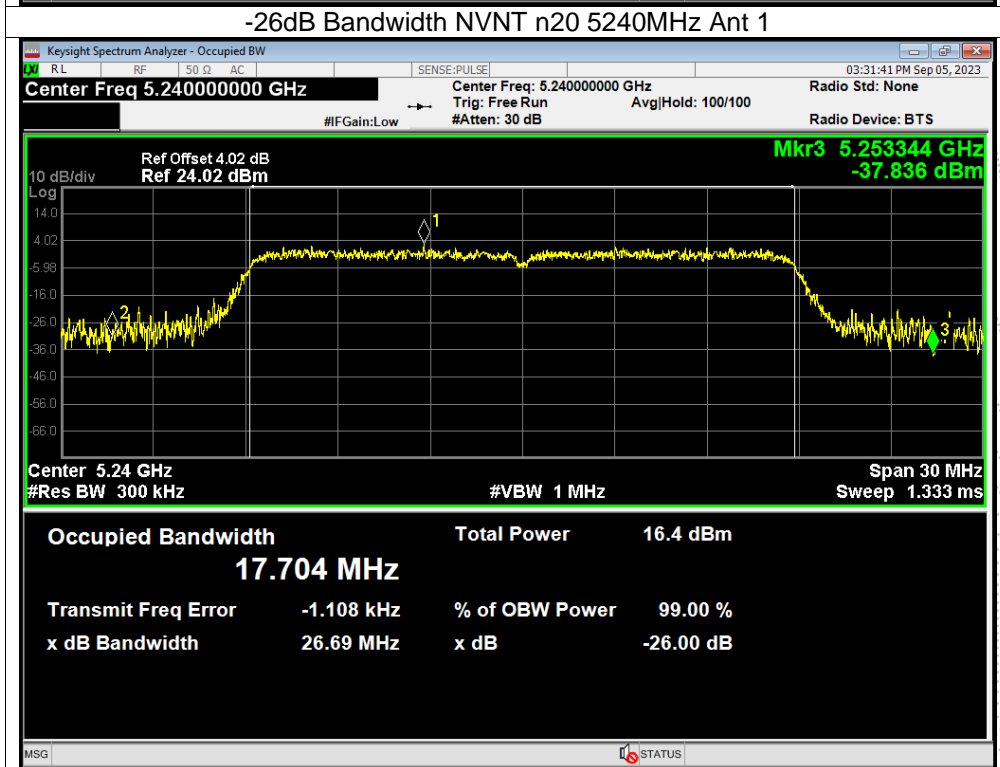 -26dB Bandwidth NVNT n20 5240MHz Ant 1
Keysight Spectrum Analyzer - Occupied BW
LXI RL RF 50 Ω AC SENSE:PULSE 03:31:41 PM Sep 05, 2023
Center Freq 5.240000000 GHz Center Freq: 5.240000000 GHz Radio Std: None
Trig: Free Run Avg|Hold: 100/100
#IFGain:Low #Atten: 30 dB Radio Device: BTS
Ref Offset 4.02 dB Mkr3 5.253344 GHz
10 dB/div Ref 24.02 dBm -37.836 dBm
Log
14.0
1
4.02
-5.98
-16.0
2
-26.0
3
-36.0
-46.0
-56.0
-66.0
Center 5.24 GHz Span 30 MHz
#Res BW 300 kHz #VBW 1 MHz Sweep 1.333 ms
Occupied Bandwidth Total Power 16.4 dBm
17.704 MHz
Transmit Freq Error -1.108 kHz % of OBW Power 99.00 %
x dB Bandwidth 26.69 MHz x dB -26.00 dB
MSG STATUS